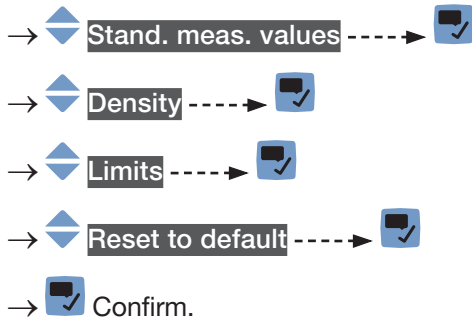 → Stand. meas. values
→ Density
→ Limits
→ Reset to default
→ Confirm.